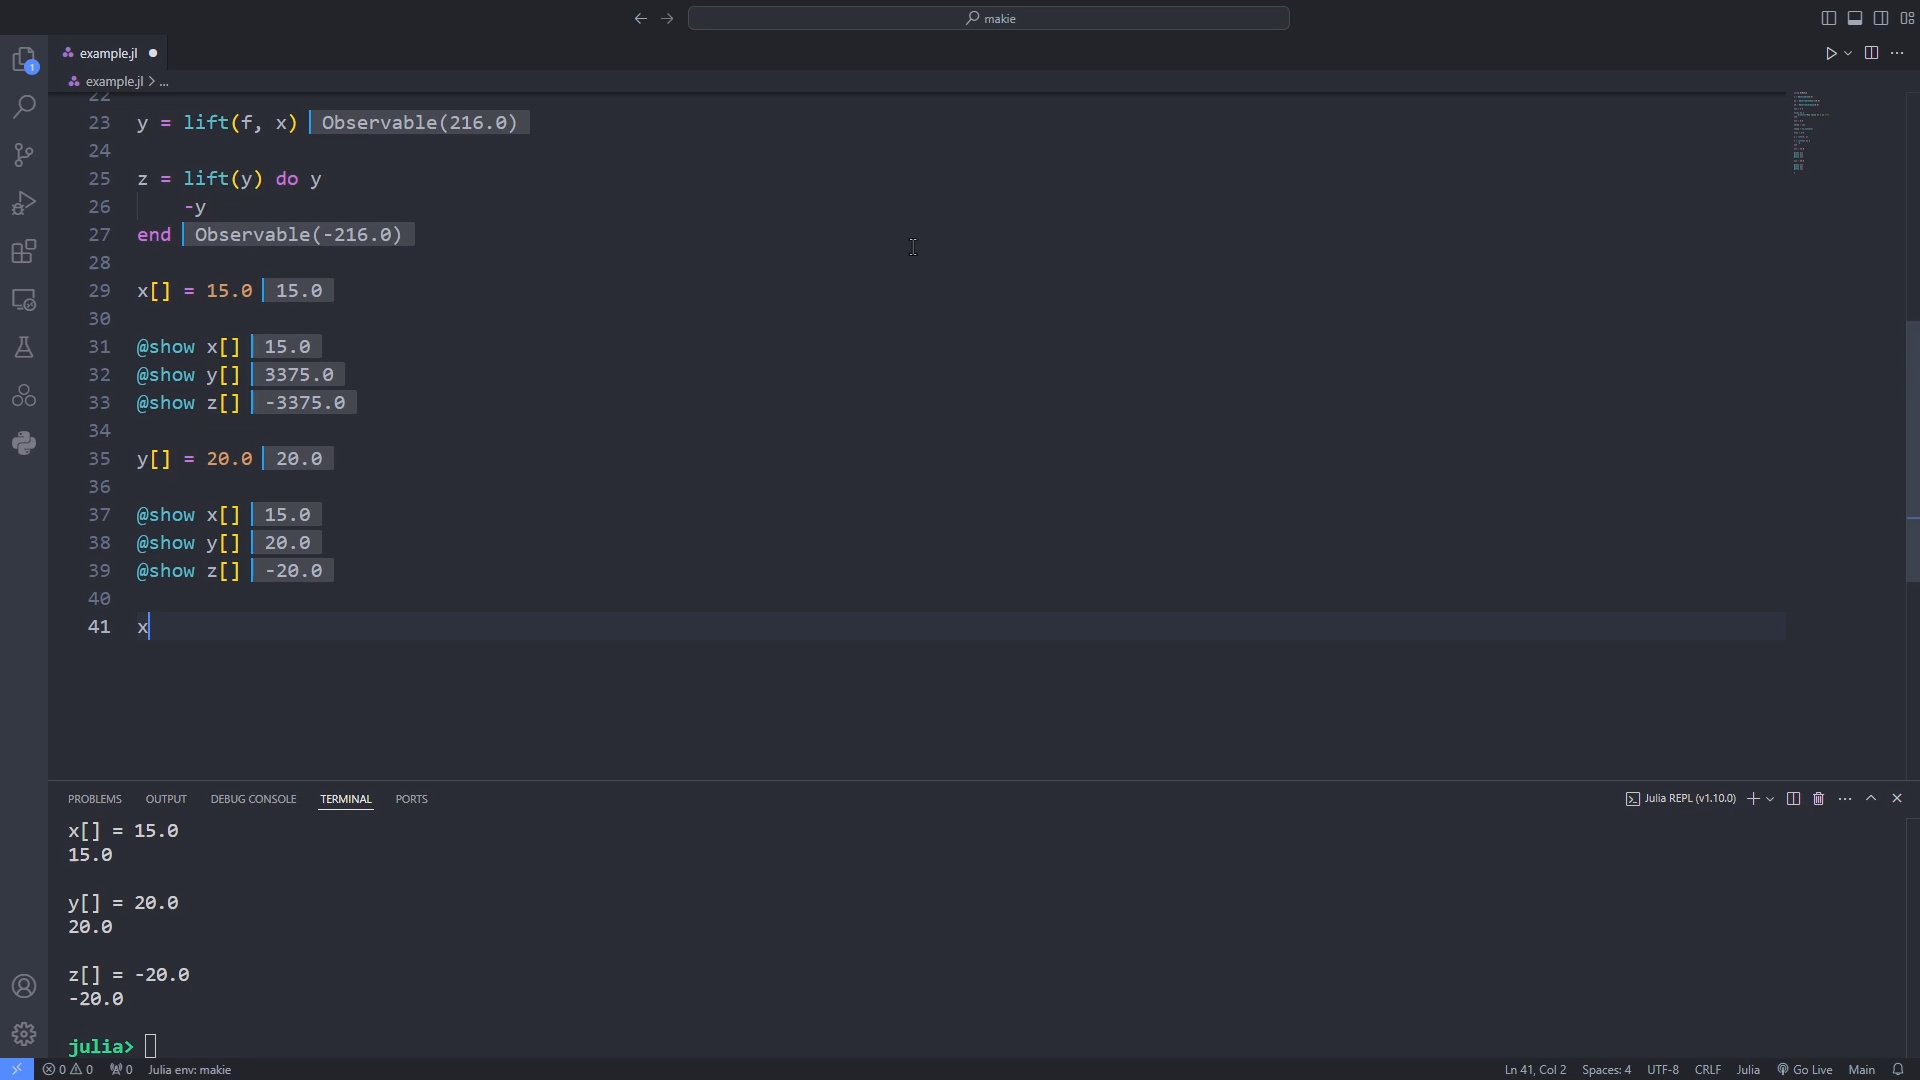 makie
example.jl
1
example.jl > ...
22
23 y = lift(f, x) Observable(216.0)
24
25 z = lift(y) do y
26 -y
27 end Observable(-216.0)
28
29 x[] = 15.0 15.0
30
31 @show x[] 15.0
32 @show y[] 3375.0
33 @show z[] -3375.0
34
35 y[] = 20.0 20.0
36
37 @show x[] 15.0
38 @show y[] 20.0
39 @show z[] -20.0
40
41 x
PROBLEMS OUTPUT DEBUG CONSOLE TERMINAL PORTS Julia REPL (v1.10.0)
x[] = 15.0
15.0
y[] = 20.0
20.0
z[] = -20.0
-20.0
julia>
0 0 0 Julia env: makie Ln 41, Col 2 Spaces: 4 UTF-8 CRLF Julia Go Live Main